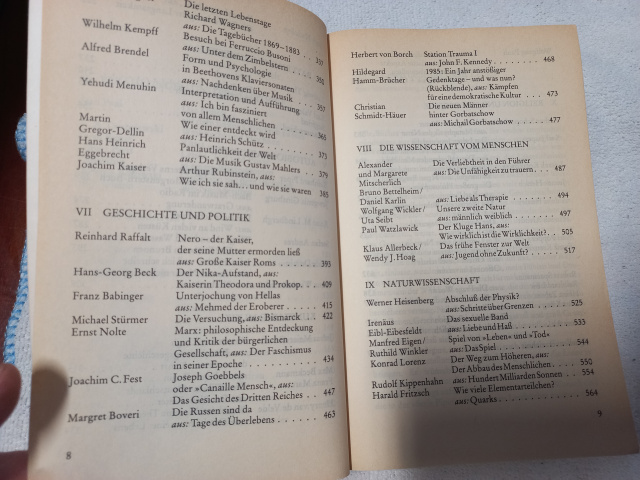 Die letzten Lebenstage
Richard Wagners
aus: Die Tagebücher 1869–1883
Wilhelm Kempff Besuch bei Ferruccio Busoni
aus: Unter dem Zimbelstern
Alfred Brendel Form und Psychologie
in Beethovens Klaviersonaten
aus: Nachdenken über Musik
Yehudi Menuhin Interpretation und Aufführung
aus: Ich bin fasziniert
von allem Menschlichen
Martin Wie einer entdeckt wird
Gregor-Dellin aus: Heinrich Schütz . . . . 373
Hans Heinrich Panlautlichkeit der Welt
Eggebrecht aus: Die Musik Gustav Mahlers . . 379
Joachim Kaiser Arthur Rubinstein, aus:
Wie ich sie sah... und wie sie waren 385
VII GESCHICHTE UND POLITIK
Reinhard Raffalt Nero – der Kaiser,
der seine Mutter ermorden ließ
aus: Große Kaiser Roms . . . . 393
Hans-Georg Beck Der Nika-Aufstand, aus:
Kaiserin Theodora und Prokop . . 409
Franz Babinger Unterjochung von Hellas
aus: Mehmed der Eroberer . . . 415
Michael Stürmer Die Versuchung, aus: Bismarck . . 422
Ernst Nolte Marx: philosophische Entdeckung
und Kritik der bürgerlichen
Gesellschaft, aus: Der Faschismus
in seiner Epoche . . . . . . . 434
Joachim C. Fest Joseph Goebbels
oder »Canaille Mensch«, aus:
Das Gesicht des Dritten Reiches . . 447
Margret Boveri Die Russen sind da
aus: Tage des Überlebens . . . . 463
8
Herbert von Borch Station Trauma I
aus: John F. Kennedy . . . . . 468
Hildegard 1985: Ein Jahr anstößiger
Hamm-Brücher Gedenktage – und was nun?
(Rückblende), aus: Kämpfen
für eine demokratische Kultur . . 473
Christian Die neuen Männer
Schmidt-Häuer hinter Gorbatschow
aus: Michail Gorbatschow . . . . 477
VIII DIE WISSENSCHAFT VOM MENSCHEN
Alexander Die Verliebtheit in den Führer
und Margarete aus: Die Unfähigkeit zu trauern . . 487
Mitscherlich
Bruno Bettelheim/
Daniel Karlin aus: Liebe als Therapie . . . . 494
Wolfgang Wickler/ Unsere zweite Natur
Uta Seibt aus: männlich weiblich . . . . 497
Paul Watzlawick Der Kluge Hans, aus:
Wie wirklich ist die Wirklichkeit? . . 505
Klaus Allerbeck/ Das frühe Fenster zur Welt
Wendy J. Hoag aus: Jugend ohne Zukunft? . . . 517
IX NATURWISSENSCHAFT
Werner Heisenberg Abschluß der Physik?
aus: Schritte über Grenzen . . . . 525
Irenäus Das sexuelle Band
Eibl-Eibesfeldt aus: Liebe und Haß . . . . . 533
Manfred Eigen/ Spiel von »Leben« und »Tod«
Ruthild Winkler aus: Das Spiel . . . . . . . 544
Konrad Lorenz Der Weg zum Höheren, aus:
Der Abbau des Menschlichen . . . 550
Rudolf Kippenhahn aus: Hundert Milliarden Sonnen . . 554
Harald Fritzsch Wie viele Elementarteilchen?
aus: Quarks . . . . . . . . 564
9